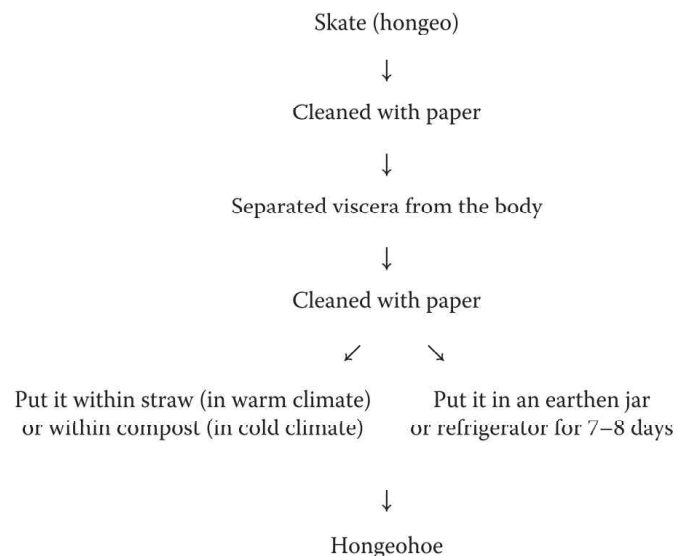 Skate (hongeo)
↓
Cleaned with paper
↓
Separated viscera from the body
↓
Cleaned with paper
↙ ↘
Put it within straw (in warm climate)
or within compost (in cold climate)
Put it in an earthen jar
or refrigerator for 7–8 days
↓
Hongeohoe